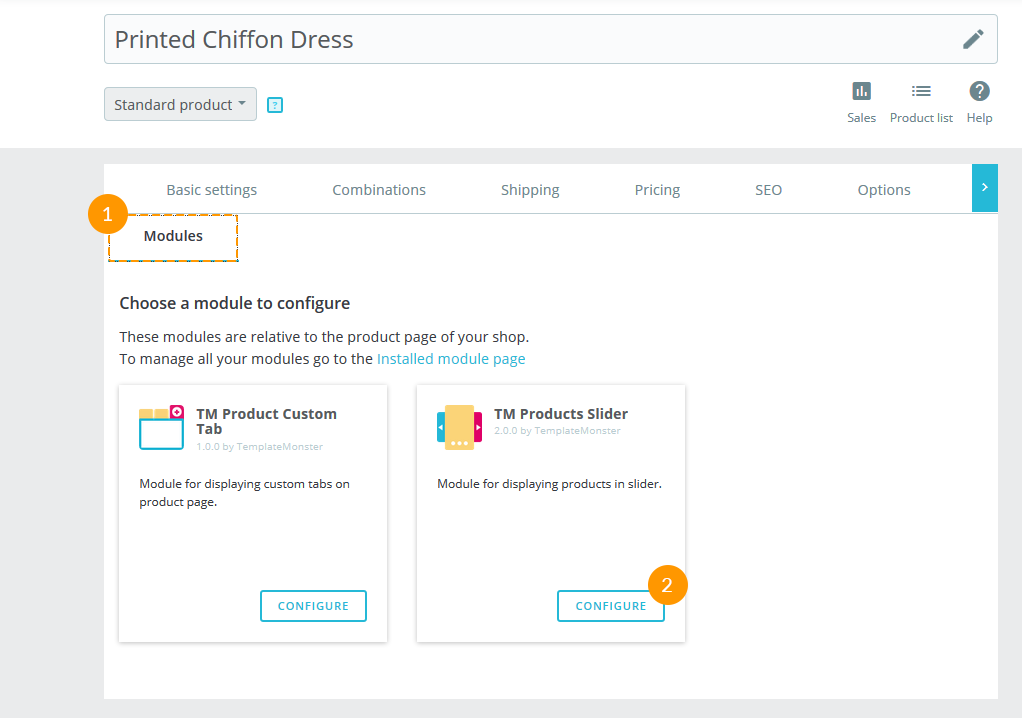 Printed Chiffon Dress
Standard product
?
Sales
Product list
?
Help
Basic settings
Combinations
Shipping
Pricing
SEO
Options
1
Modules
Choose a module to configure
These modules are relative to the product page of your shop.
To manage all your modules go to the Installed module page
TM Product Custom
Tab
1.0.0 by TemplateMonster
Module for displaying custom tabs on
product page.
CONFIGURE
TM Products Slider
2.0.0 by TemplateMonster
Module for displaying products in slider.
2
CONFIGURE